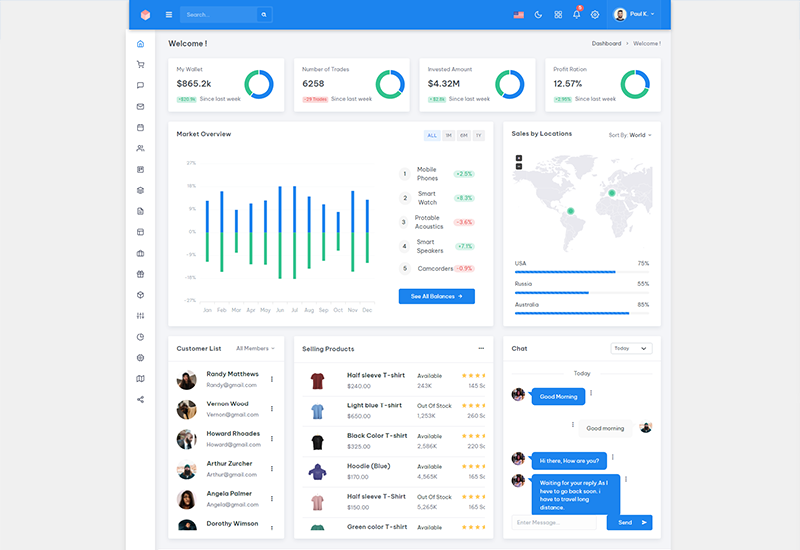 Search...
8
Paul K.
Welcome !
Dashboard > Welcome !
My Wallet
$865.2k
Since last week
Number of Trades
6258
-29 Trades Since last week
Invested Amount
$4.32M
Since last week
Profit Ration
12.57%
Since last week
Market Overview
ALL 1M 6M 1Y
27%
18%
9%
0%
-9%
-18%
-27%
Jan Feb Mar Apr May Jun Jul Aug Sep Oct Nov Dec
1 Mobile Phones +2.5%
2 Smart Watch +8.3%
3 Protable Acoustics -3.6%
4 Smart Speakers +7.1%
5 Camcorders -0.9%
See All Balances →
Sales by Locations
Sort By: World
+
−
USA 75%
Russia 55%
Australia 85%
Customer List
All Members
Randy Matthews
Randy@gmail.com
Vernon Wood
Vernon@gmail.com
Howard Rhoades
Howard@gmail.com
Arthur Zurcher
Arthur@gmail.com
Angela Palmer
Angela@gmail.com
Dorothy Wimson
Selling Products
Half sleeve T-shirt Available
$240.00 243K 145 Sc
Light blue T-shirt Out Of Stock
$650.00 1,253K 260 Sc
Black Color T-shirt Available
$325.00 2,586K 220 Sc
Hoodie (Blue) Available
$170.00 4,565K 165 Sc
Half sleeve T-Shirt Out Of Stock
$150.00 5,265K 165 Sc
Green color T-shirt Available
Chat
Today
Today
Good Morning
Good morning
Hi there, How are you?
Waiting for your reply.As I
heve to go back soon. i
have to travel long
distance.
Enter Message...
Send